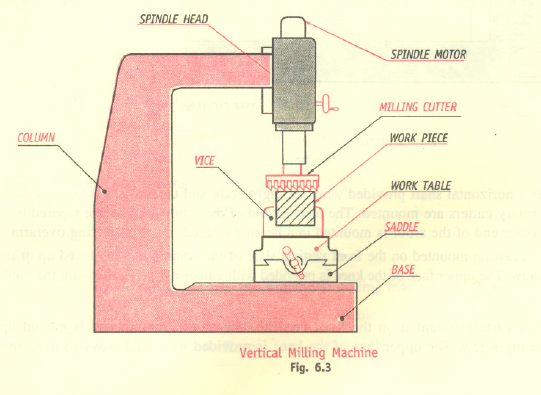 SPINDLE HEAD
SPINDLE MOTOR
MILLING CUTTER
COLUMN
WORK PIECE
VICE
WORK TABLE
SADDLE
BASE
Vertical Milling Machine
Fig. 6.3